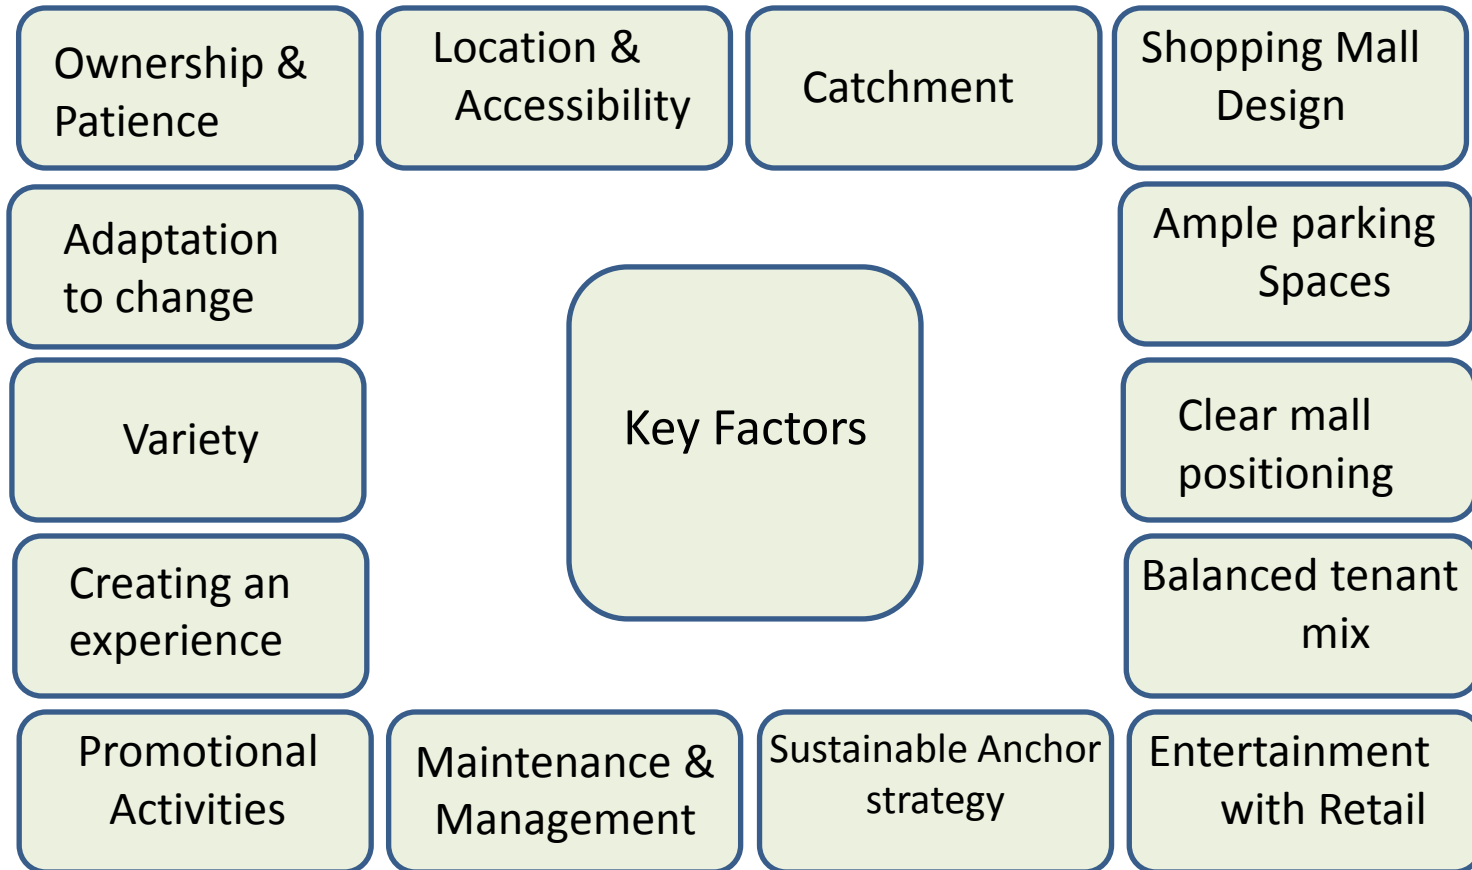 Ownership &
Patience
Location &
Accessibility
Catchment
Shopping Mall
Design
Adaptation
to change
Ample parking
Spaces
Key Factors
Variety
Clear mall
positioning
Creating an
experience
Balanced tenant
mix
Promotional
Activities
Maintenance &
Management
Sustainable Anchor
strategy
Entertainment
with Retail